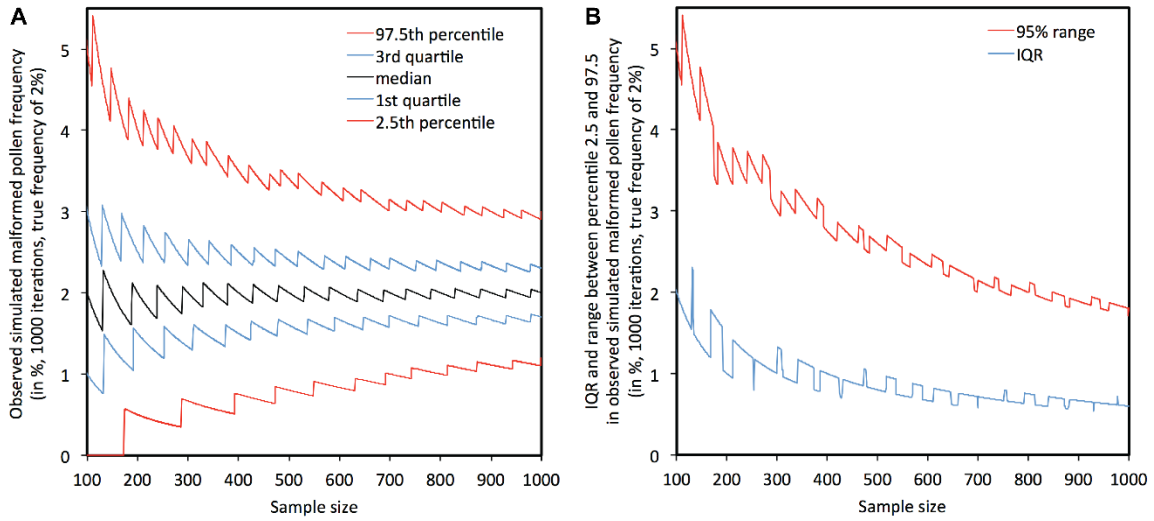 A
Observed simulated malformed pollen frequency
(in %, 1000 iterations, true frequency of 2%)
5
4
3
2
1
0
97.5th percentile
3rd quartile
median
1st quartile
2.5th percentile
100 200 300 400 500 600 700 800 900 1000
Sample size
B
IQR and range between percentile 2.5 and 97.5
in observed simulated malformed pollen frequency
(in %, 1000 iterations, true frequency of 2%)
5
4
3
2
1
0
95% range
IQR
100 200 300 400 500 600 700 800 900 1000
Sample size